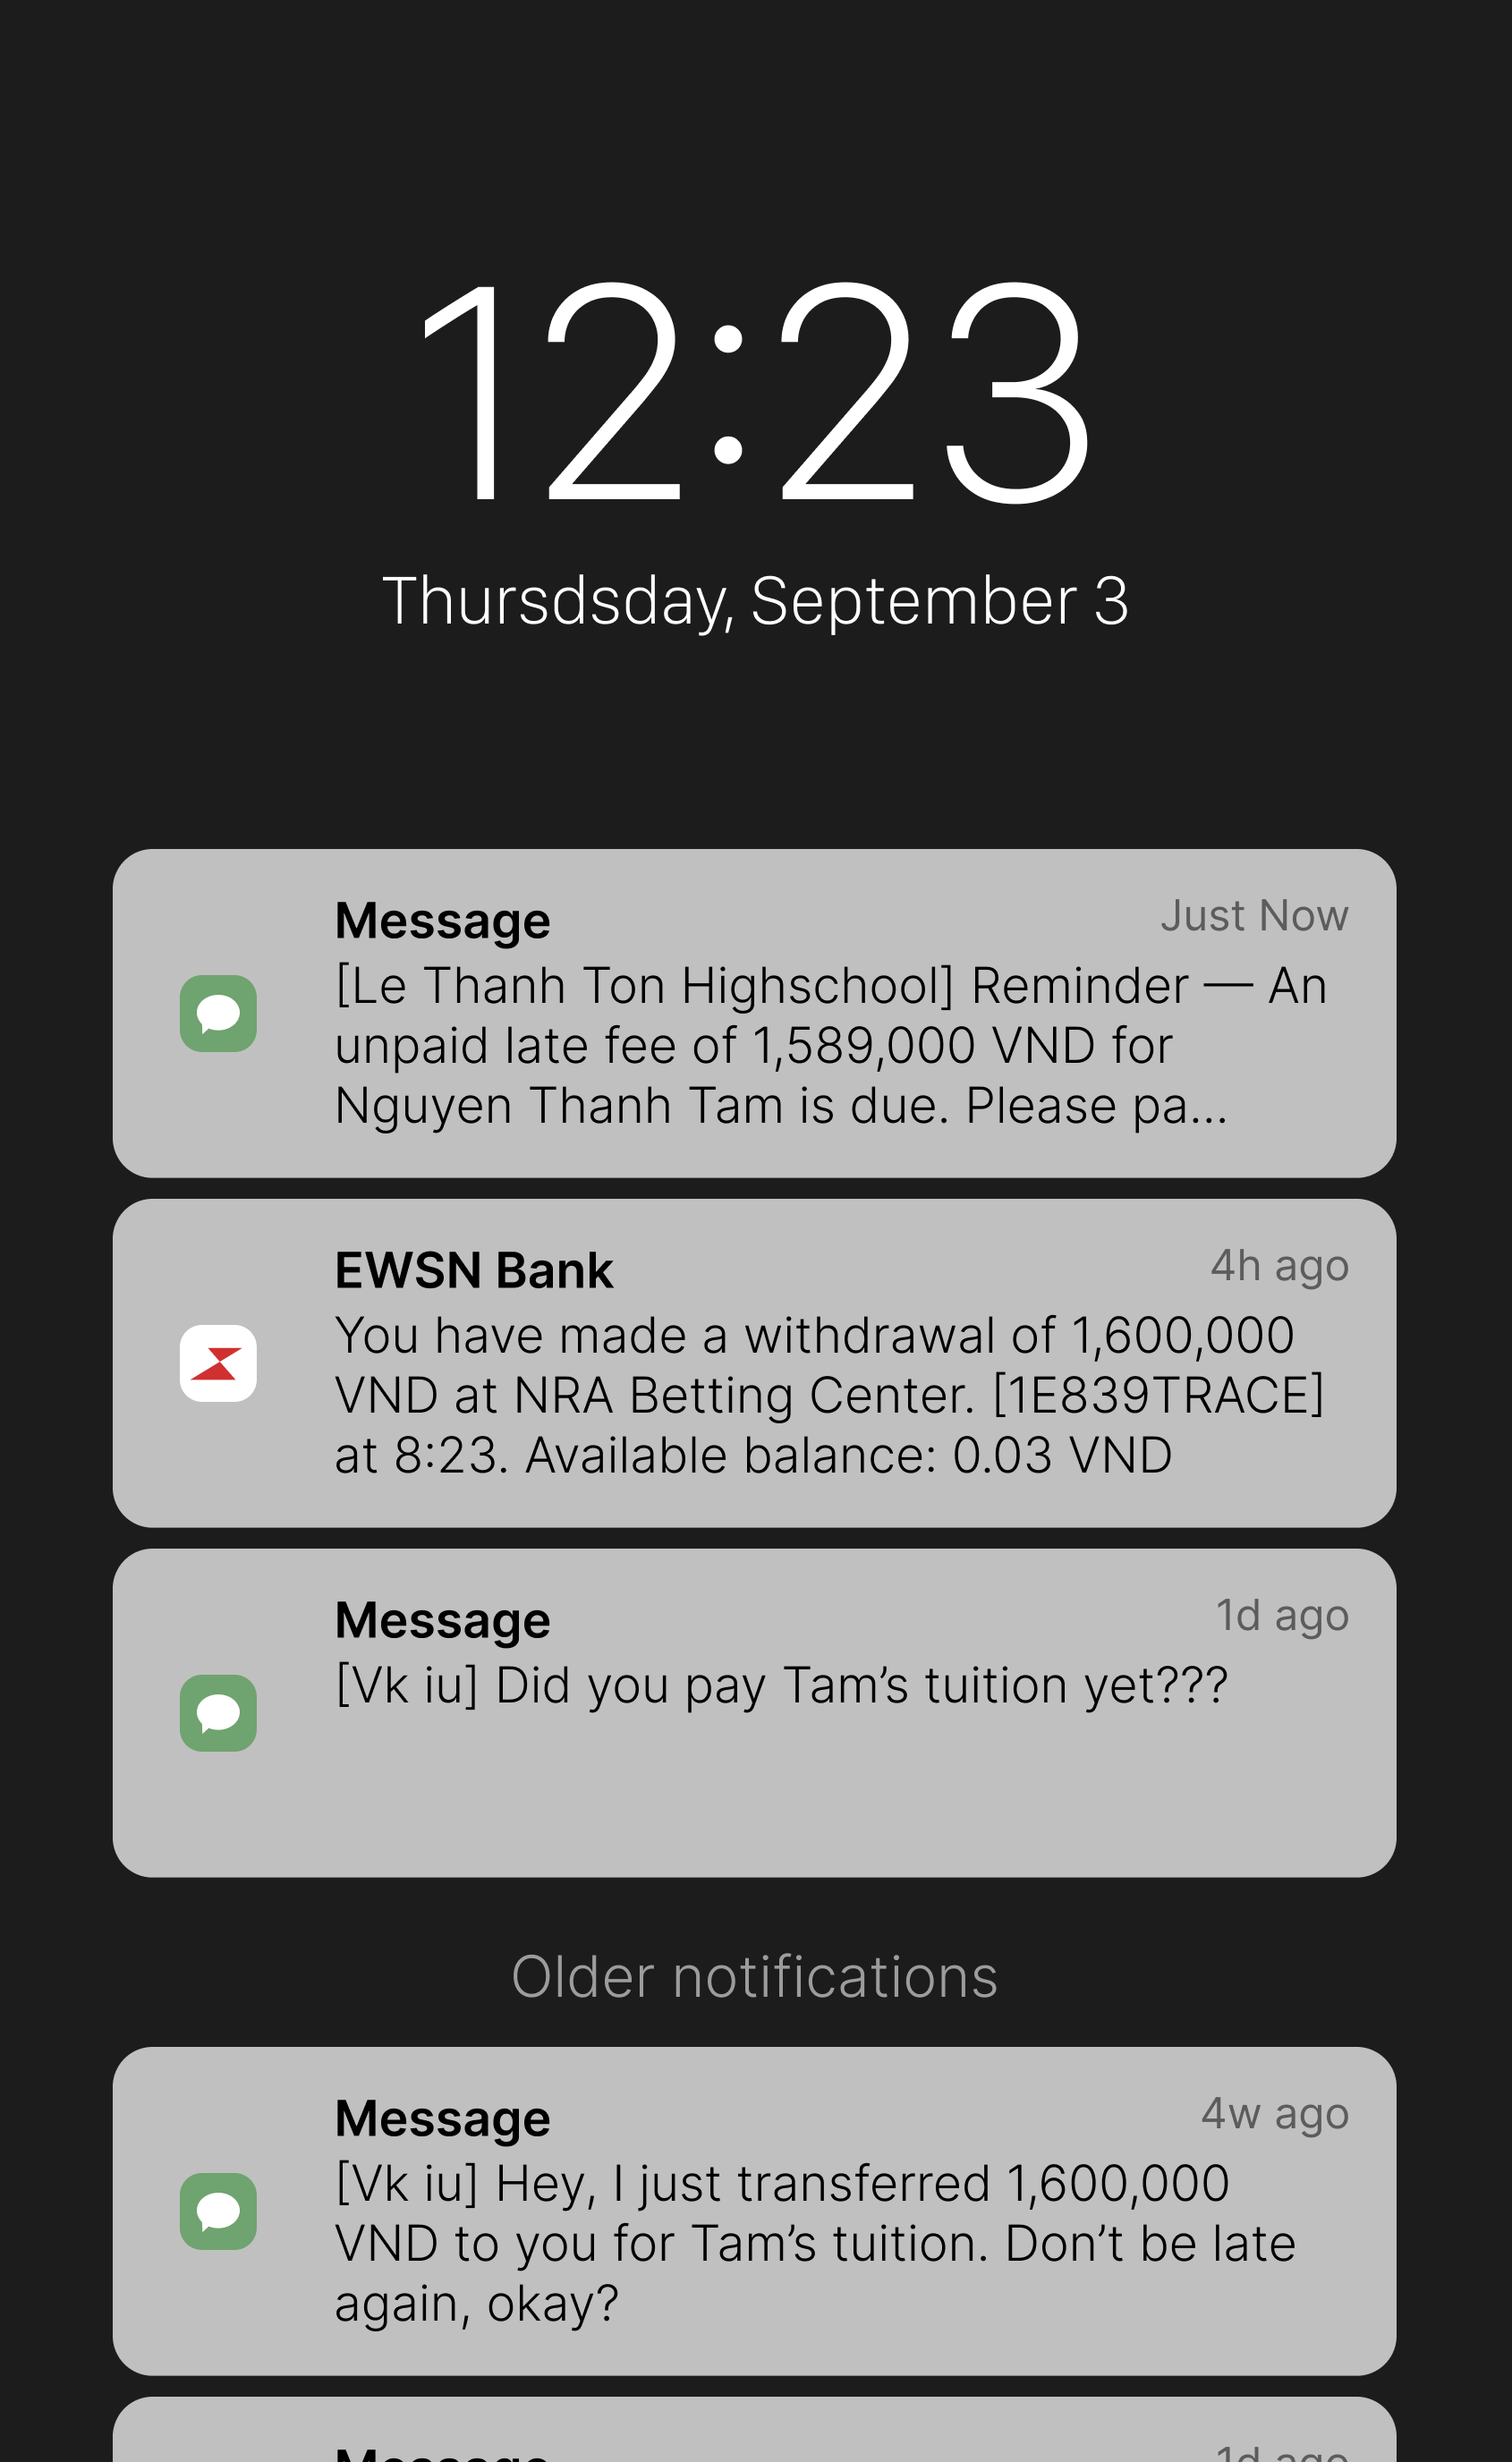 12:23
Thursdsday, September 3
Message
Just Now
[Le Thanh Ton Highschool] Reminder — An
unpaid late fee of 1,589,000 VND for
Nguyen Thanh Tam is due. Please pa...
EWSN Bank
4h ago
You have made a withdrawal of 1,600,000
VND at NRA Betting Center. [1E839TRACE]
at 8:23. Available balance: 0.03 VND
Message
1d ago
[Vk iu] Did you pay Tam’s tuition yet???
Older notifications
Message
4w ago
[Vk iu] Hey, I just transferred 1,600,000
VND to you for Tam’s tuition. Don’t be late
again, okay?
Message
1d ago